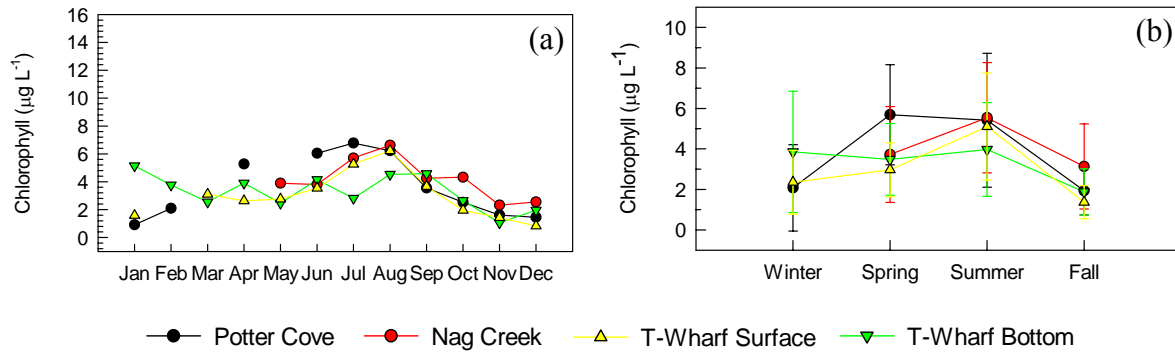 (a)
Chlorophyll (µg L-1)
16
14
12
10
8
6
4
2
0
Jan Feb Mar Apr May Jun Jul Aug Sep Oct Nov Dec
(b)
Chlorophyll (µg L-1)
10
8
6
4
2
0
Winter Spring Summer Fall
Potter Cove Nag Creek T-Wharf Surface T-Wharf Bottom